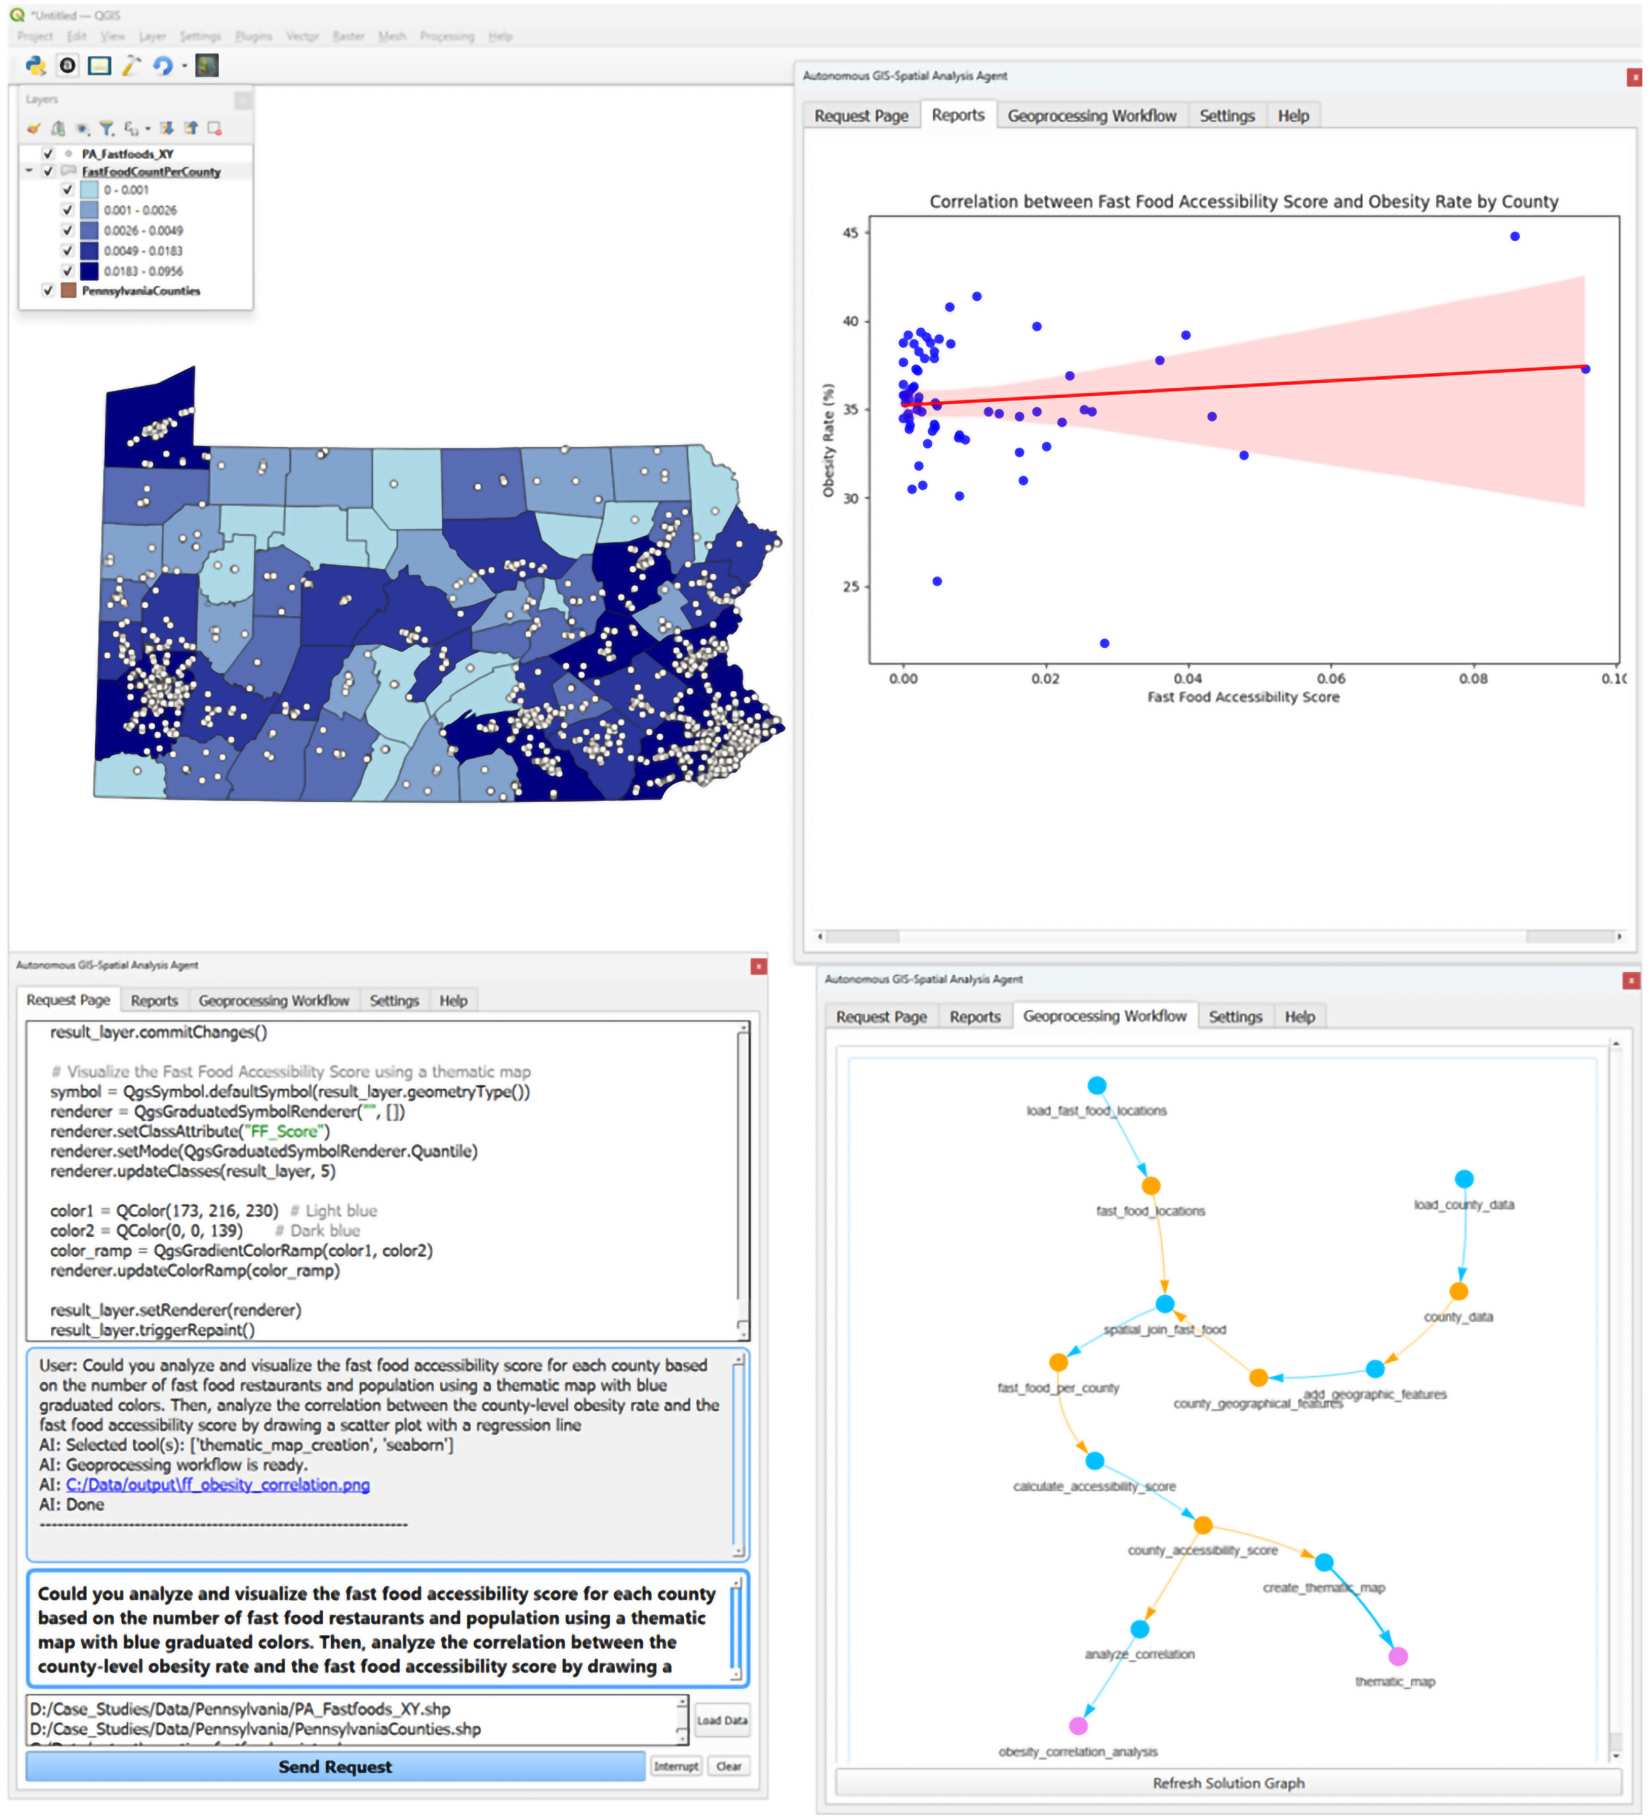 *Untitled — QGIS
Project Edit View Layer Settings Plugins Vector Raster Mesh Processing Help
Layers
PA_Fastfoods_XY
FastFoodCountPerCounty
0 - 0.001
0.001 - 0.0026
0.0026 - 0.0049
0.0049 - 0.0183
0.0183 - 0.0956
PennsylvaniaCounties
Autonomous GIS-Spatial Analysis Agent
Request Page Reports Geoprocessing Workflow Settings Help
Correlation between Fast Food Accessibility Score and Obesity Rate by County
45
40
35
30
25
Obesity Rate (%)
0.00 0.02 0.04 0.06 0.08 0.10
Fast Food Accessibility Score
Autonomous GIS-Spatial Analysis Agent
Request Page Reports Geoprocessing Workflow Settings Help
result_layer.commitChanges()
# Visualize the Fast Food Accessibility Score using a thematic map
symbol = QgsSymbol.defaultSymbol(result_layer.geometryType())
renderer = QgsGraduatedSymbolRenderer("", [])
renderer.setClassAttribute("FF_Score")
renderer.setMode(QgsGraduatedSymbolRenderer.Quantile)
renderer.updateClasses(result_layer, 5)
color1 = QColor(173, 216, 230) # Light blue
color2 = QColor(0, 0, 139) # Dark blue
color_ramp = QgsGradientColorRamp(color1, color2)
renderer.updateColorRamp(color_ramp)
result_layer.setRenderer(renderer)
result_layer.triggerRepaint()
User: Could you analyze and visualize the fast food accessibility score for each county based
on the number of fast food restaurants and population using a thematic map with blue
graduated colors. Then, analyze the correlation between the county-level obesity rate and the
fast food accessibility score by drawing a scatter plot with a regression line
AI: Selected tool(s): ['thematic_map_creation', 'seaborn']
AI: Geoprocessing workflow is ready.
AI: C:/Data/output\ff_obesity_correlation.png
AI: Done
--------------------------------------------------------------
Could you analyze and visualize the fast food accessibility score for each county
based on the number of fast food restaurants and population using a thematic
map with blue graduated colors. Then, analyze the correlation between the
county-level obesity rate and the fast food accessibility score by drawing a
D:/Case_Studies/Data/Pennsylvania/PA_Fastfoods_XY.shp
D:/Case_Studies/Data/Pennsylvania/PennsylvaniaCounties.shp
Load Data
Send Request
Interrupt
Clear
Autonomous GIS-Spatial Analysis Agent
Request Page Reports Geoprocessing Workflow Settings Help
load_fast_food_locations
fast_food_locations
load_county_data
county_data
spatial_join_fast_food
fast_food_per_county
add_geographic_features
county_geographical_features
calculate_accessibility_score
county_accessibility_score
create_thematic_map
analyze_correlation
thematic_map
obesity_correlation_analysis
Refresh Solution Graph